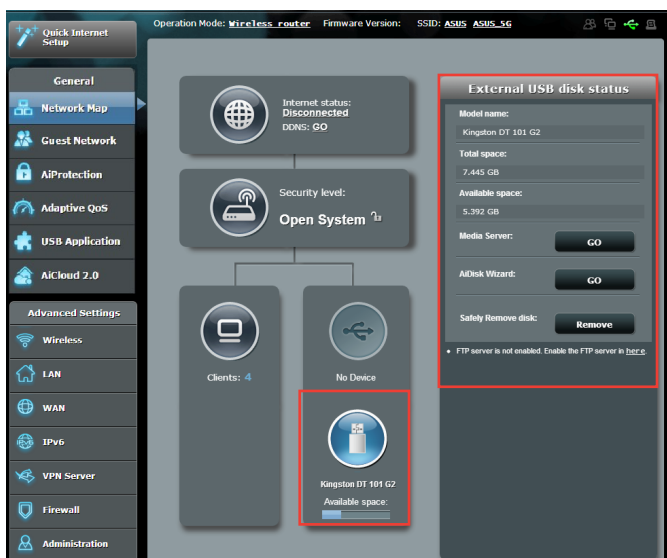 Operation Mode: Wireless router Firmware Version: SSID: ASUS ASUS_5G
Quick Internet
Setup
General
Network Map
Guest Network
AiProtection
Adaptive QoS
USB Application
AiCloud 2.0
Advanced Settings
Wireless
LAN
WAN
IPv6
VPN Server
Firewall
Administration
Internet status:
Disconnected
DDNS: GO
Security level:
Open System
Clients: 4
No Device
Kingston DT 101 G2
Available space:
External USB disk status
Model name:
Kingston DT 101 G2
Total space:
7.445 GB
Available space:
5.392 GB
Media Server: GO
AiDisk Wizard: GO
Safely Remove disk: Remove
• FTP server is not enabled. Enable the FTP server in here.